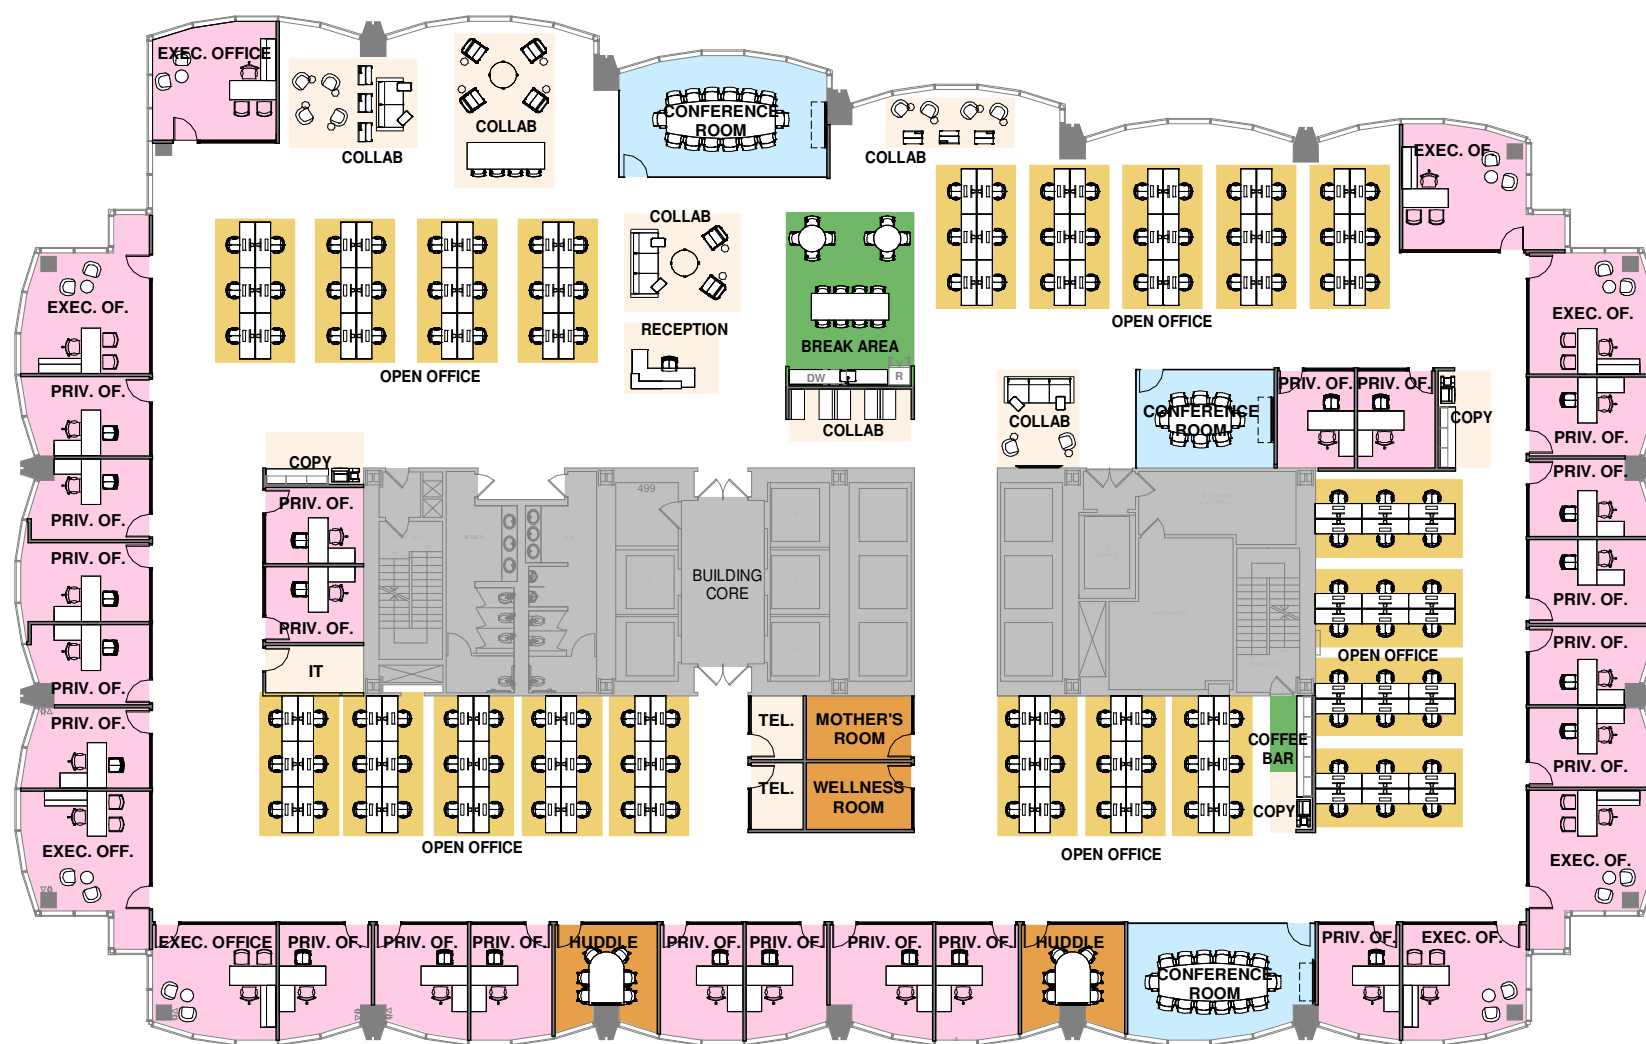 EXEC. OFFICE
COLLAB
COLLAB
CONFERENCE
ROOM
COLLAB
EXEC. OF.
COLLAB
RECEPTION
BREAK AREA
DW
R
COLLAB
OPEN OFFICE
OPEN OFFICE
EXEC. OF.
EXEC. OF.
PRIV. OF.
PRIV. OF.
PRIV. OF.
PRIV. OF.
EXEC. OFF.
PRIV. OF.
COPY
PRIV. OF.
PRIV. OF.
IT
499
BUILDING
CORE
COLLAB
CONFERENCE
ROOM
PRIV. OF.
PRIV. OF.
COPY
PRIV. OF.
PRIV. OF.
PRIV. OF.
PRIV. OF.
PRIV. OF.
EXEC. OF.
OPEN OFFICE
TEL.
MOTHER'S
ROOM
TEL.
WELLNESS
ROOM
COFFEE
BAR
COPY
OPEN OFFICE
OPEN OFFICE
EXEC. OFFICE
PRIV. OF.
PRIV. OF.
PRIV. OF.
HUDDLE
PRIV. OF.
PRIV. OF.
PRIV. OF.
PRIV. OF.
HUDDLE
CONFERENCE
ROOM
PRIV. OF.
EXEC. OF.